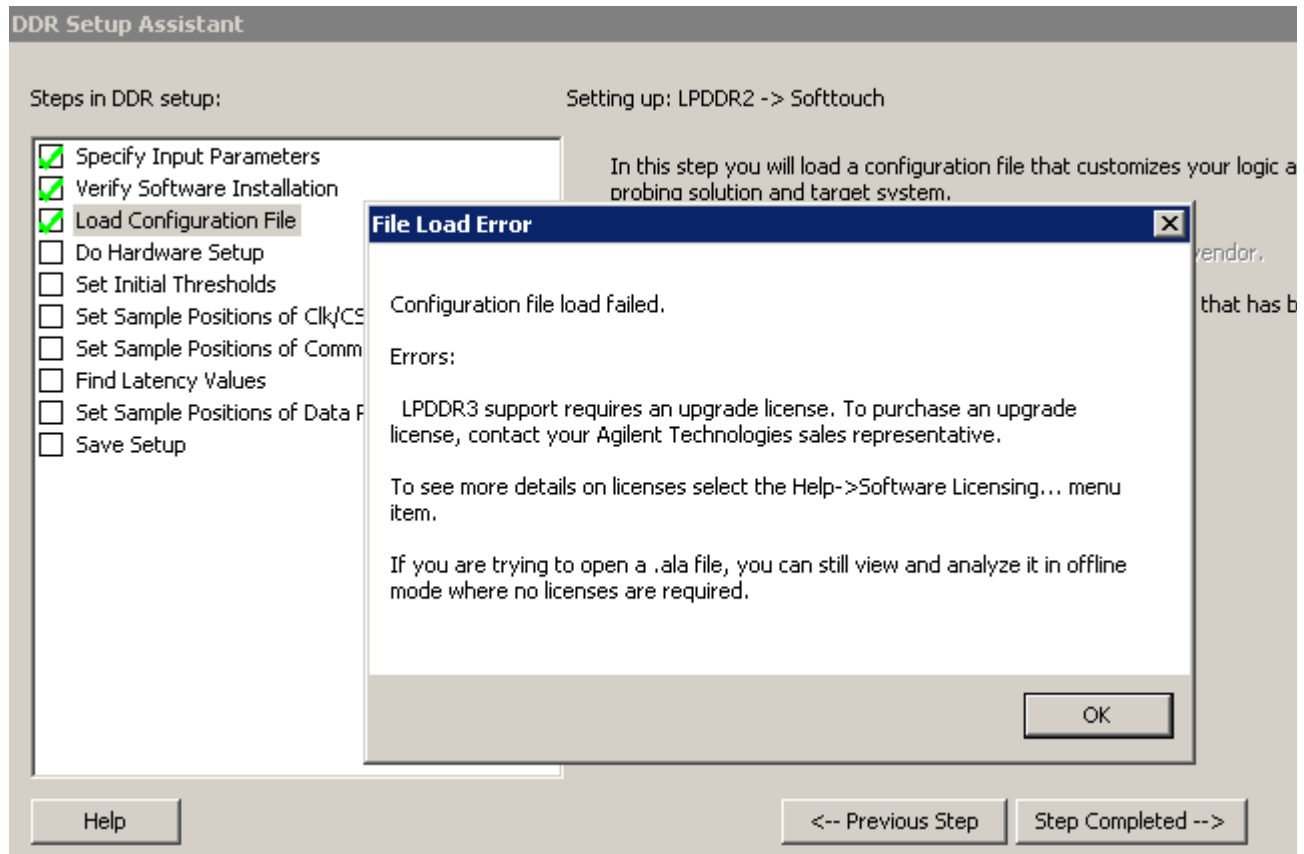 DDR Setup Assistant
Steps in DDR setup:
Setting up: LPDDR2 -> Softtouch
Specify Input Parameters
Verify Software Installation
Load Configuration File
Do Hardware Setup
Set Initial Thresholds
Set Sample Positions of Clk/CS
Set Sample Positions of Comm
Find Latency Values
Set Sample Positions of Data
Save Setup
In this step you will load a configuration file that customizes your logic a
probing solution and target system.
vendor.
that has b
File Load Error
Configuration file load failed.
Errors:
LPDDR3 support requires an upgrade license. To purchase an upgrade
license, contact your Agilent Technologies sales representative.
To see more details on licenses select the Help->Software Licensing... menu
item.
If you are trying to open a .ala file, you can still view and analyze it in offline
mode where no licenses are required.
OK
Help
<-- Previous Step
Step Completed -->